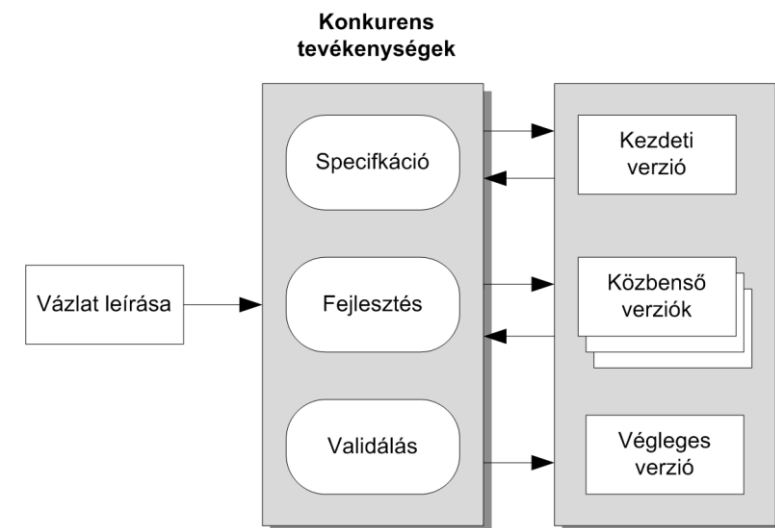 Konkurens
tevékenységek
Specifkáció
Kezdeti
verzió
Vázlat leírása
Fejlesztés
Közbenső
verziók
Validálás
Végleges
verzió